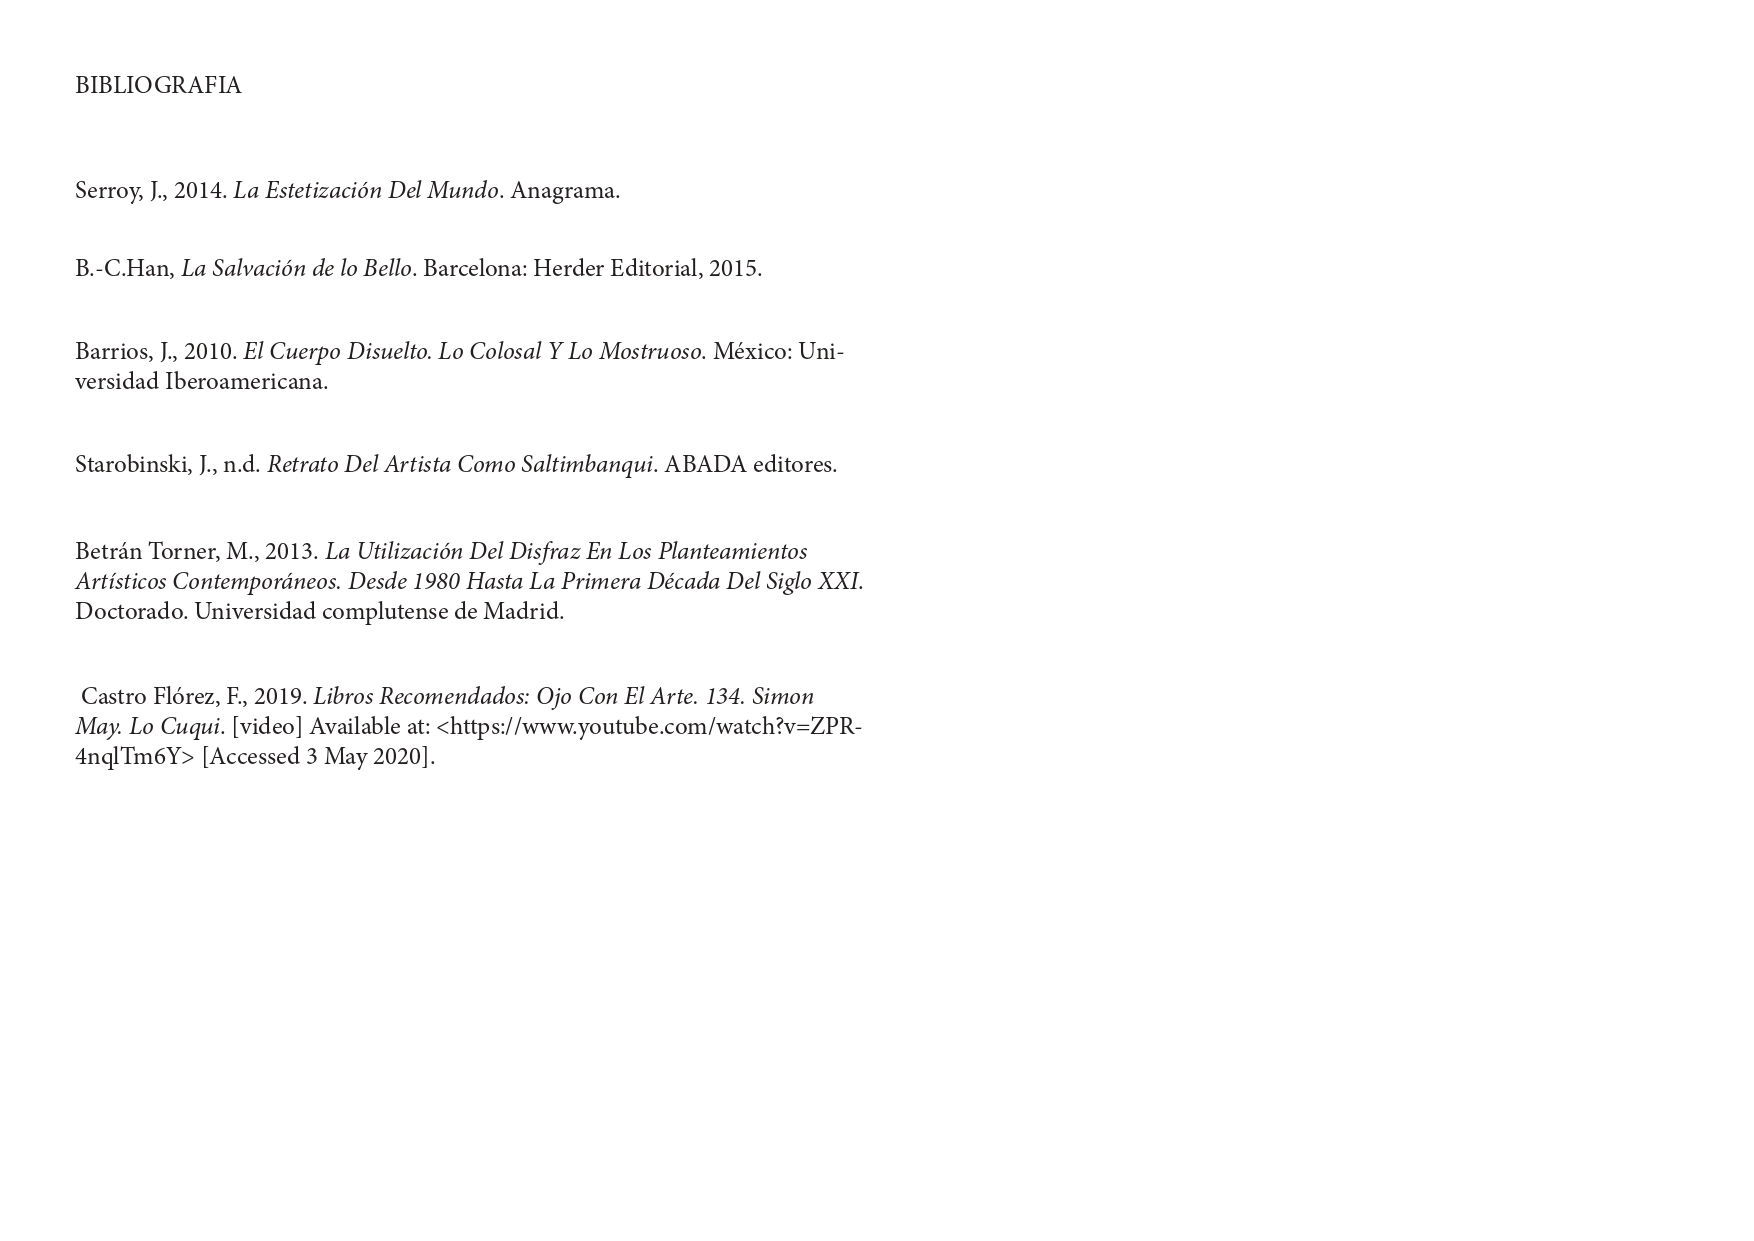 BIBLIOGRAFIA
Serroy, J., 2014. La Estetización Del Mundo. Anagrama.
B.-C.Han, La Salvación de lo Bello. Barcelona: Herder Editorial, 2015.
Barrios, J., 2010. El Cuerpo Disuelto. Lo Colosal Y Lo Mostruoso. México: Uni-
versidad Iberoamericana.
Starobinski, J., n.d. Retrato Del Artista Como Saltimbanqui. ABADA editores.
Betrán Torner, M., 2013. La Utilización Del Disfraz En Los Planteamientos
Artísticos Contemporáneos. Desde 1980 Hasta La Primera Década Del Siglo XXI.
Doctorado. Universidad complutense de Madrid.
Castro Flórez, F., 2019. Libros Recomendados: Ojo Con El Arte. 134. Simon
May. Lo Cuqui. [video] Available at: <https://www.youtube.com/watch?v=ZPR-
4nqlTm6Y> [Accessed 3 May 2020].